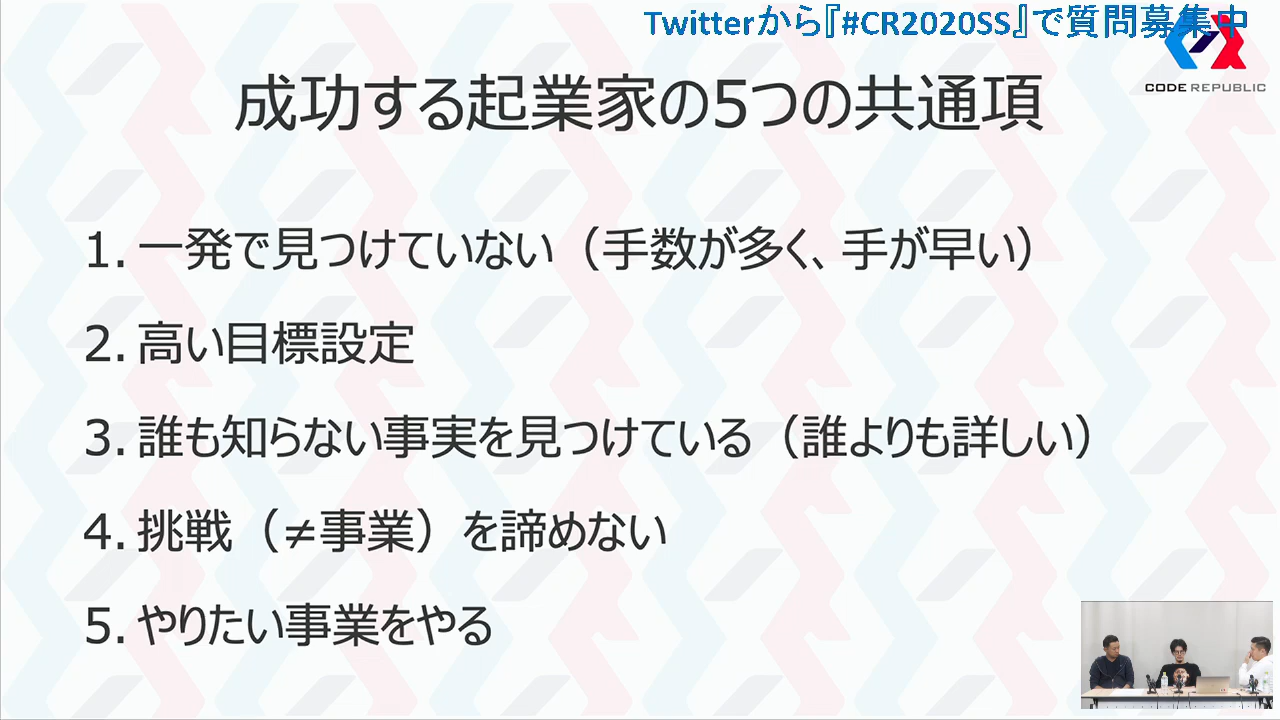 Twitterから『#CR2020SS』で質問募集中
CODE REPUBLIC
成功する起業家の5つの共通項
1. 一発で見つけていない（手数が多く、手が早い）
2. 高い目標設定
3. 誰も知らない事実を見つけている（誰よりも詳しい）
4. 挑戦（≠事業）を諦めない
5. やりたい事業をやる